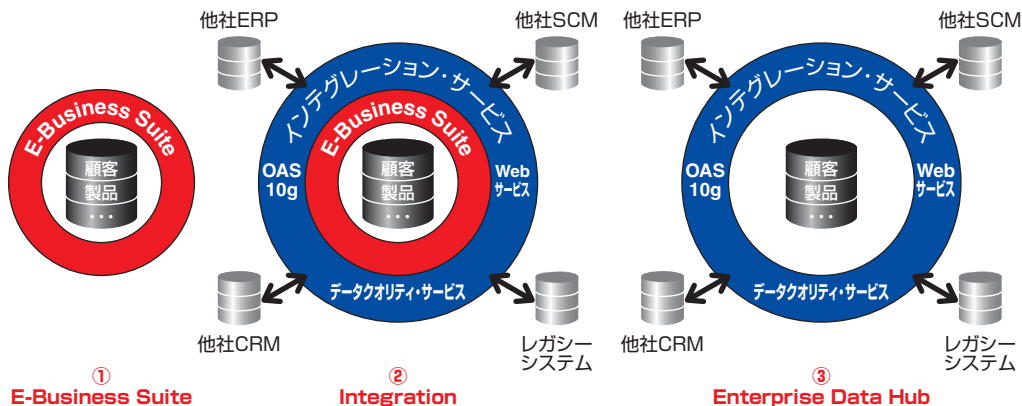 E-Business Suite
顧客
製品
・・・
①
E-Business Suite
他社ERP
他社SCM
インテグレーション・サービス
E-Business Suite
OAS
10g
顧客
製品
・・・
Web
サービス
データクオリティ・サービス
他社CRM
レガシー
システム
②
Integration
他社ERP
他社SCM
インテグレーション・サービス
OAS
10g
顧客
製品
・・・
Web
サービス
データクオリティ・サービス
他社CRM
レガシー
システム
③
Enterprise Data Hub